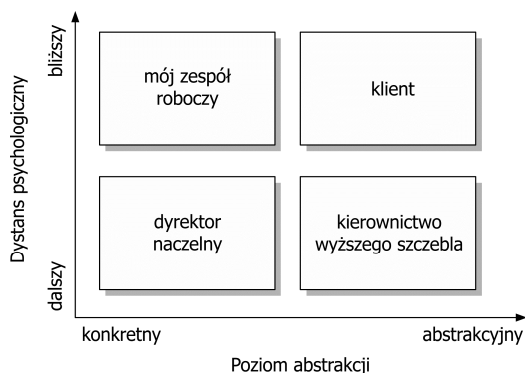 Dystans psychologiczny
bliższy
dalszy
mój zespół
roboczy
klient
dyrektor
naczelny
kierownictwo
wyższego szczebla
konkretny
abstrakcyjny
Poziom abstrakcji